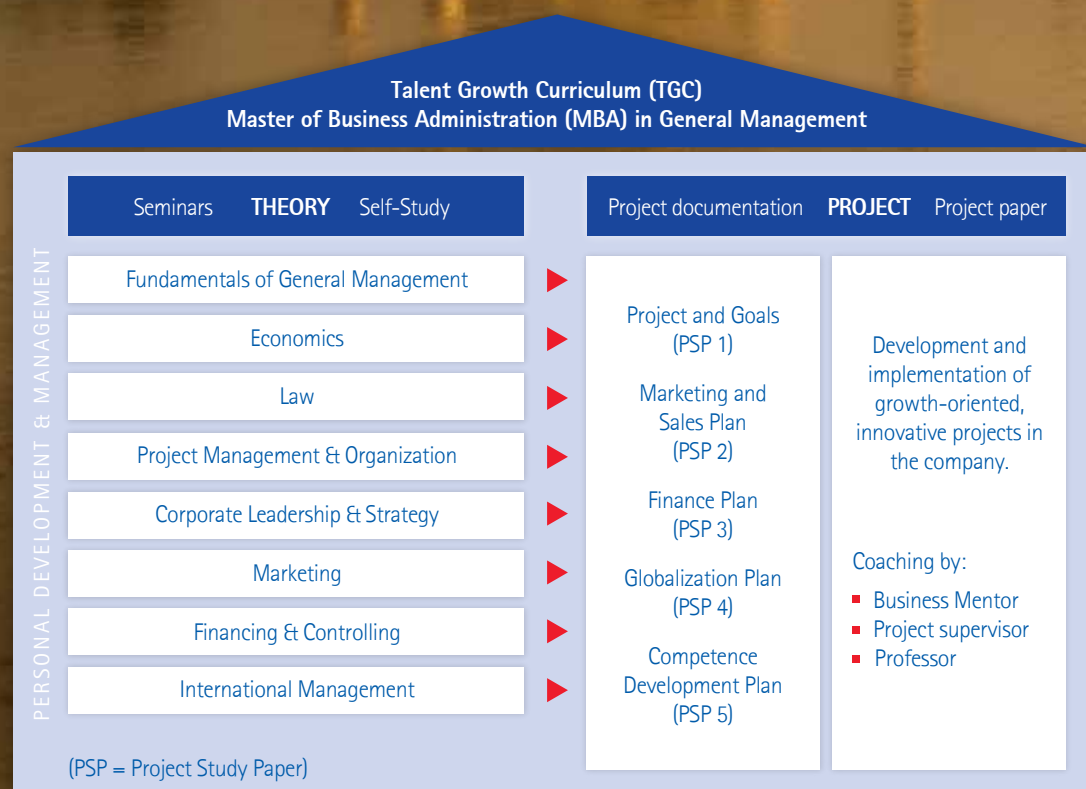 Talent Growth Curriculum (TGC)
Master of Business Administration (MBA) in General Management
PERSONAL DEVELOPMENT & MANAGEMENT
Seminars THEORY Self-Study
Fundamentals of General Management
Economics
Law
Project Management & Organization
Corporate Leadership & Strategy
Marketing
Financing & Controlling
International Management
(PSP = Project Study Paper)
Project documentation PROJECT Project paper
Project and Goals
(PSP 1)
Marketing and
Sales Plan
(PSP 2)
Finance Plan
(PSP 3)
Globalization Plan
(PSP 4)
Competence
Development Plan
(PSP 5)
Development and
implementation of
growth-oriented,
innovative projects in
the company.
Coaching by:
Business Mentor
Project supervisor
Professor